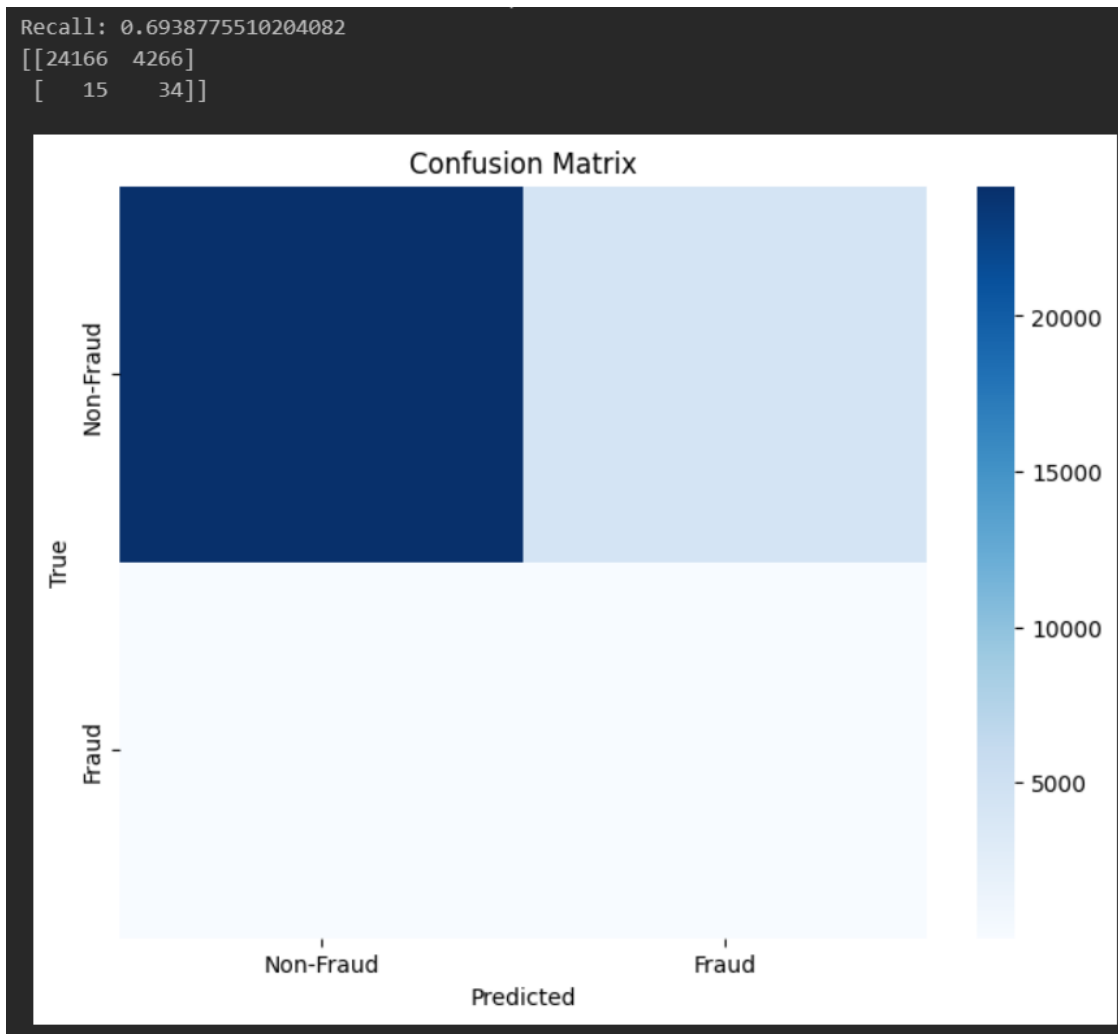 Recall: 0.6938775510204082
[[24166  4266]
 [   15    34]]
Confusion Matrix
Non-Fraud
Fraud
True
20000
15000
10000
5000
Non-Fraud
Fraud
Predicted